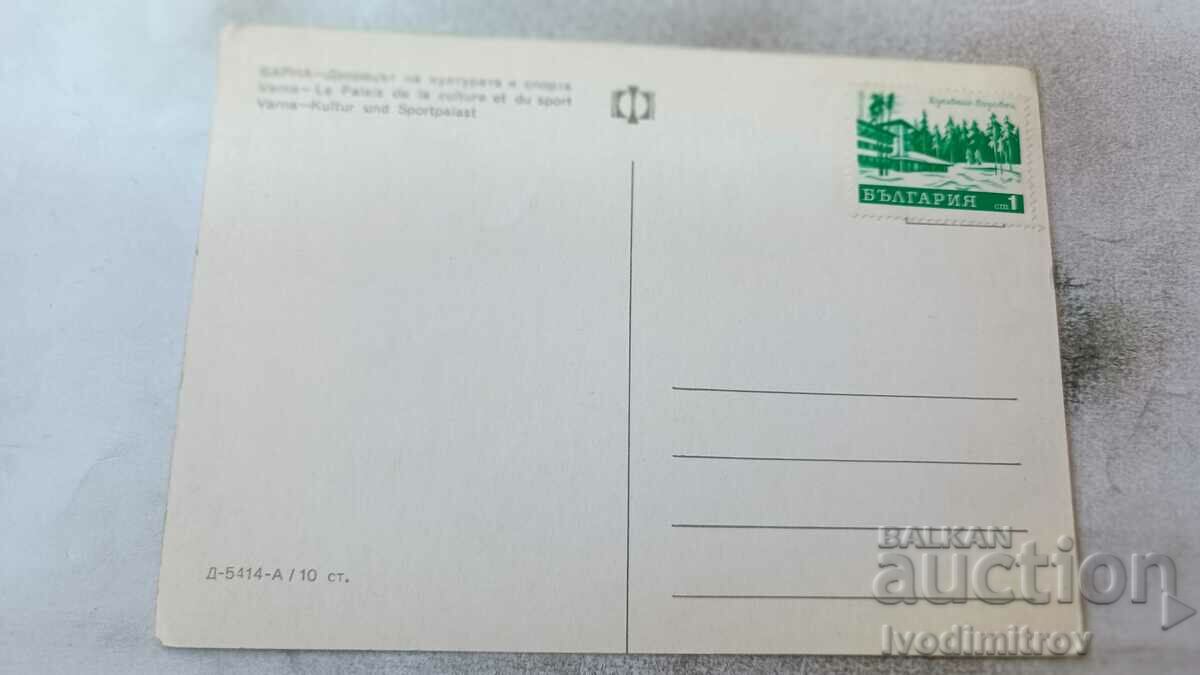 ВАРНА—Дворецът на културата и спорта
Varna—Le Palais de la culture et du sport
Varna—Kultur und Sportpalast
БЪЛГАРИЯ ст 1
Д-5414-А / 10 ст.
BALKAN
auction
Ivodimitrov